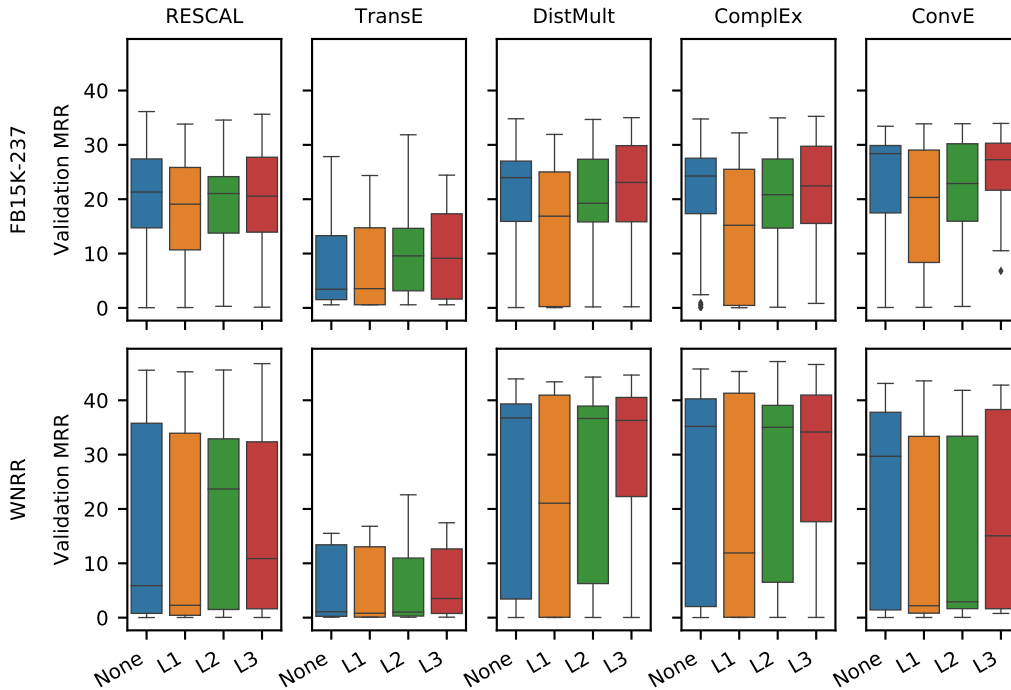 RESCAL TransE DistMult ComplEx ConvE
FB15K-237
Validation MRR
40
30
20
10
0
WNRR
Validation MRR
40
30
20
10
0
None L1 L2 L3 None L1 L2 L3 None L1 L2 L3 None L1 L2 L3 None L1 L2 L3